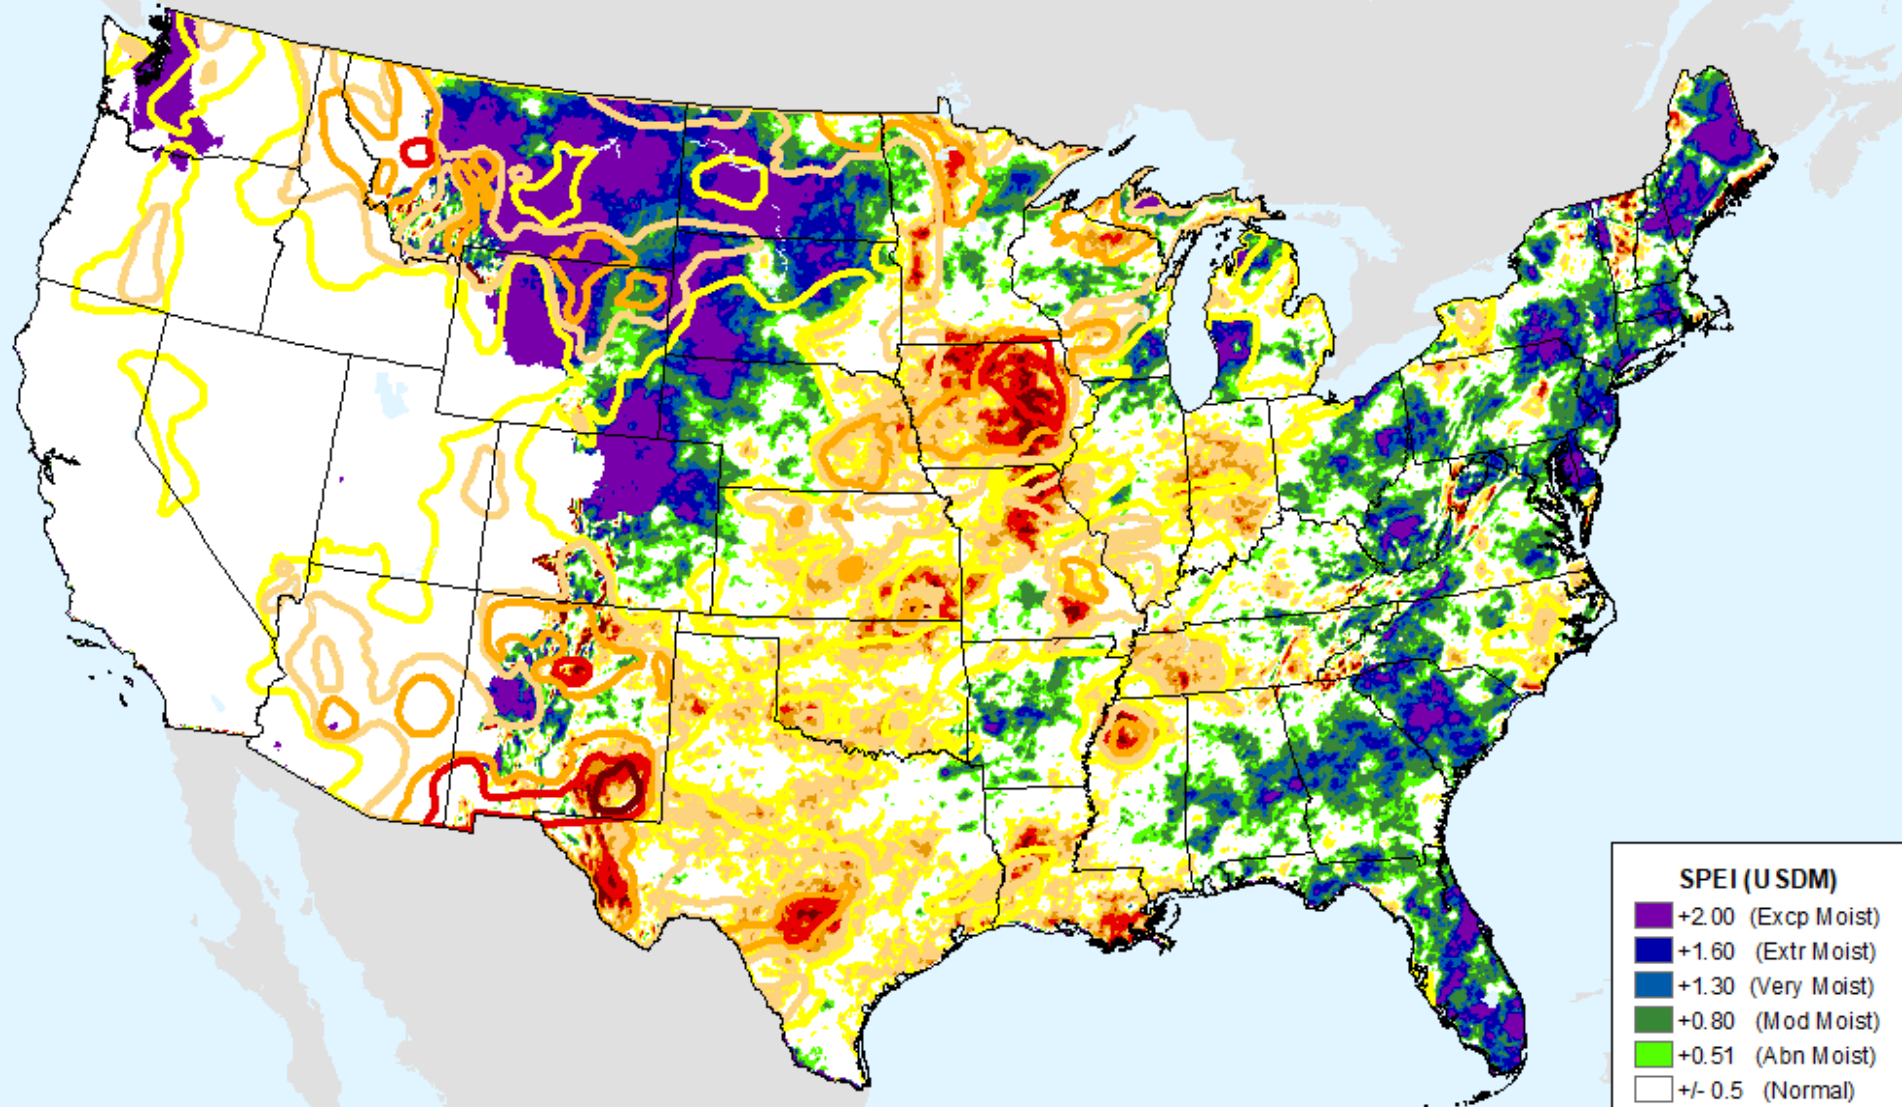 SPEI (USDM)
+2.00 (Excp Moist)
+1.60 (Extr Moist)
+1.30 (Very Moist)
+0.80 (Mod Moist)
+0.51 (Abn Moist)
+/- 0.5 (Normal)